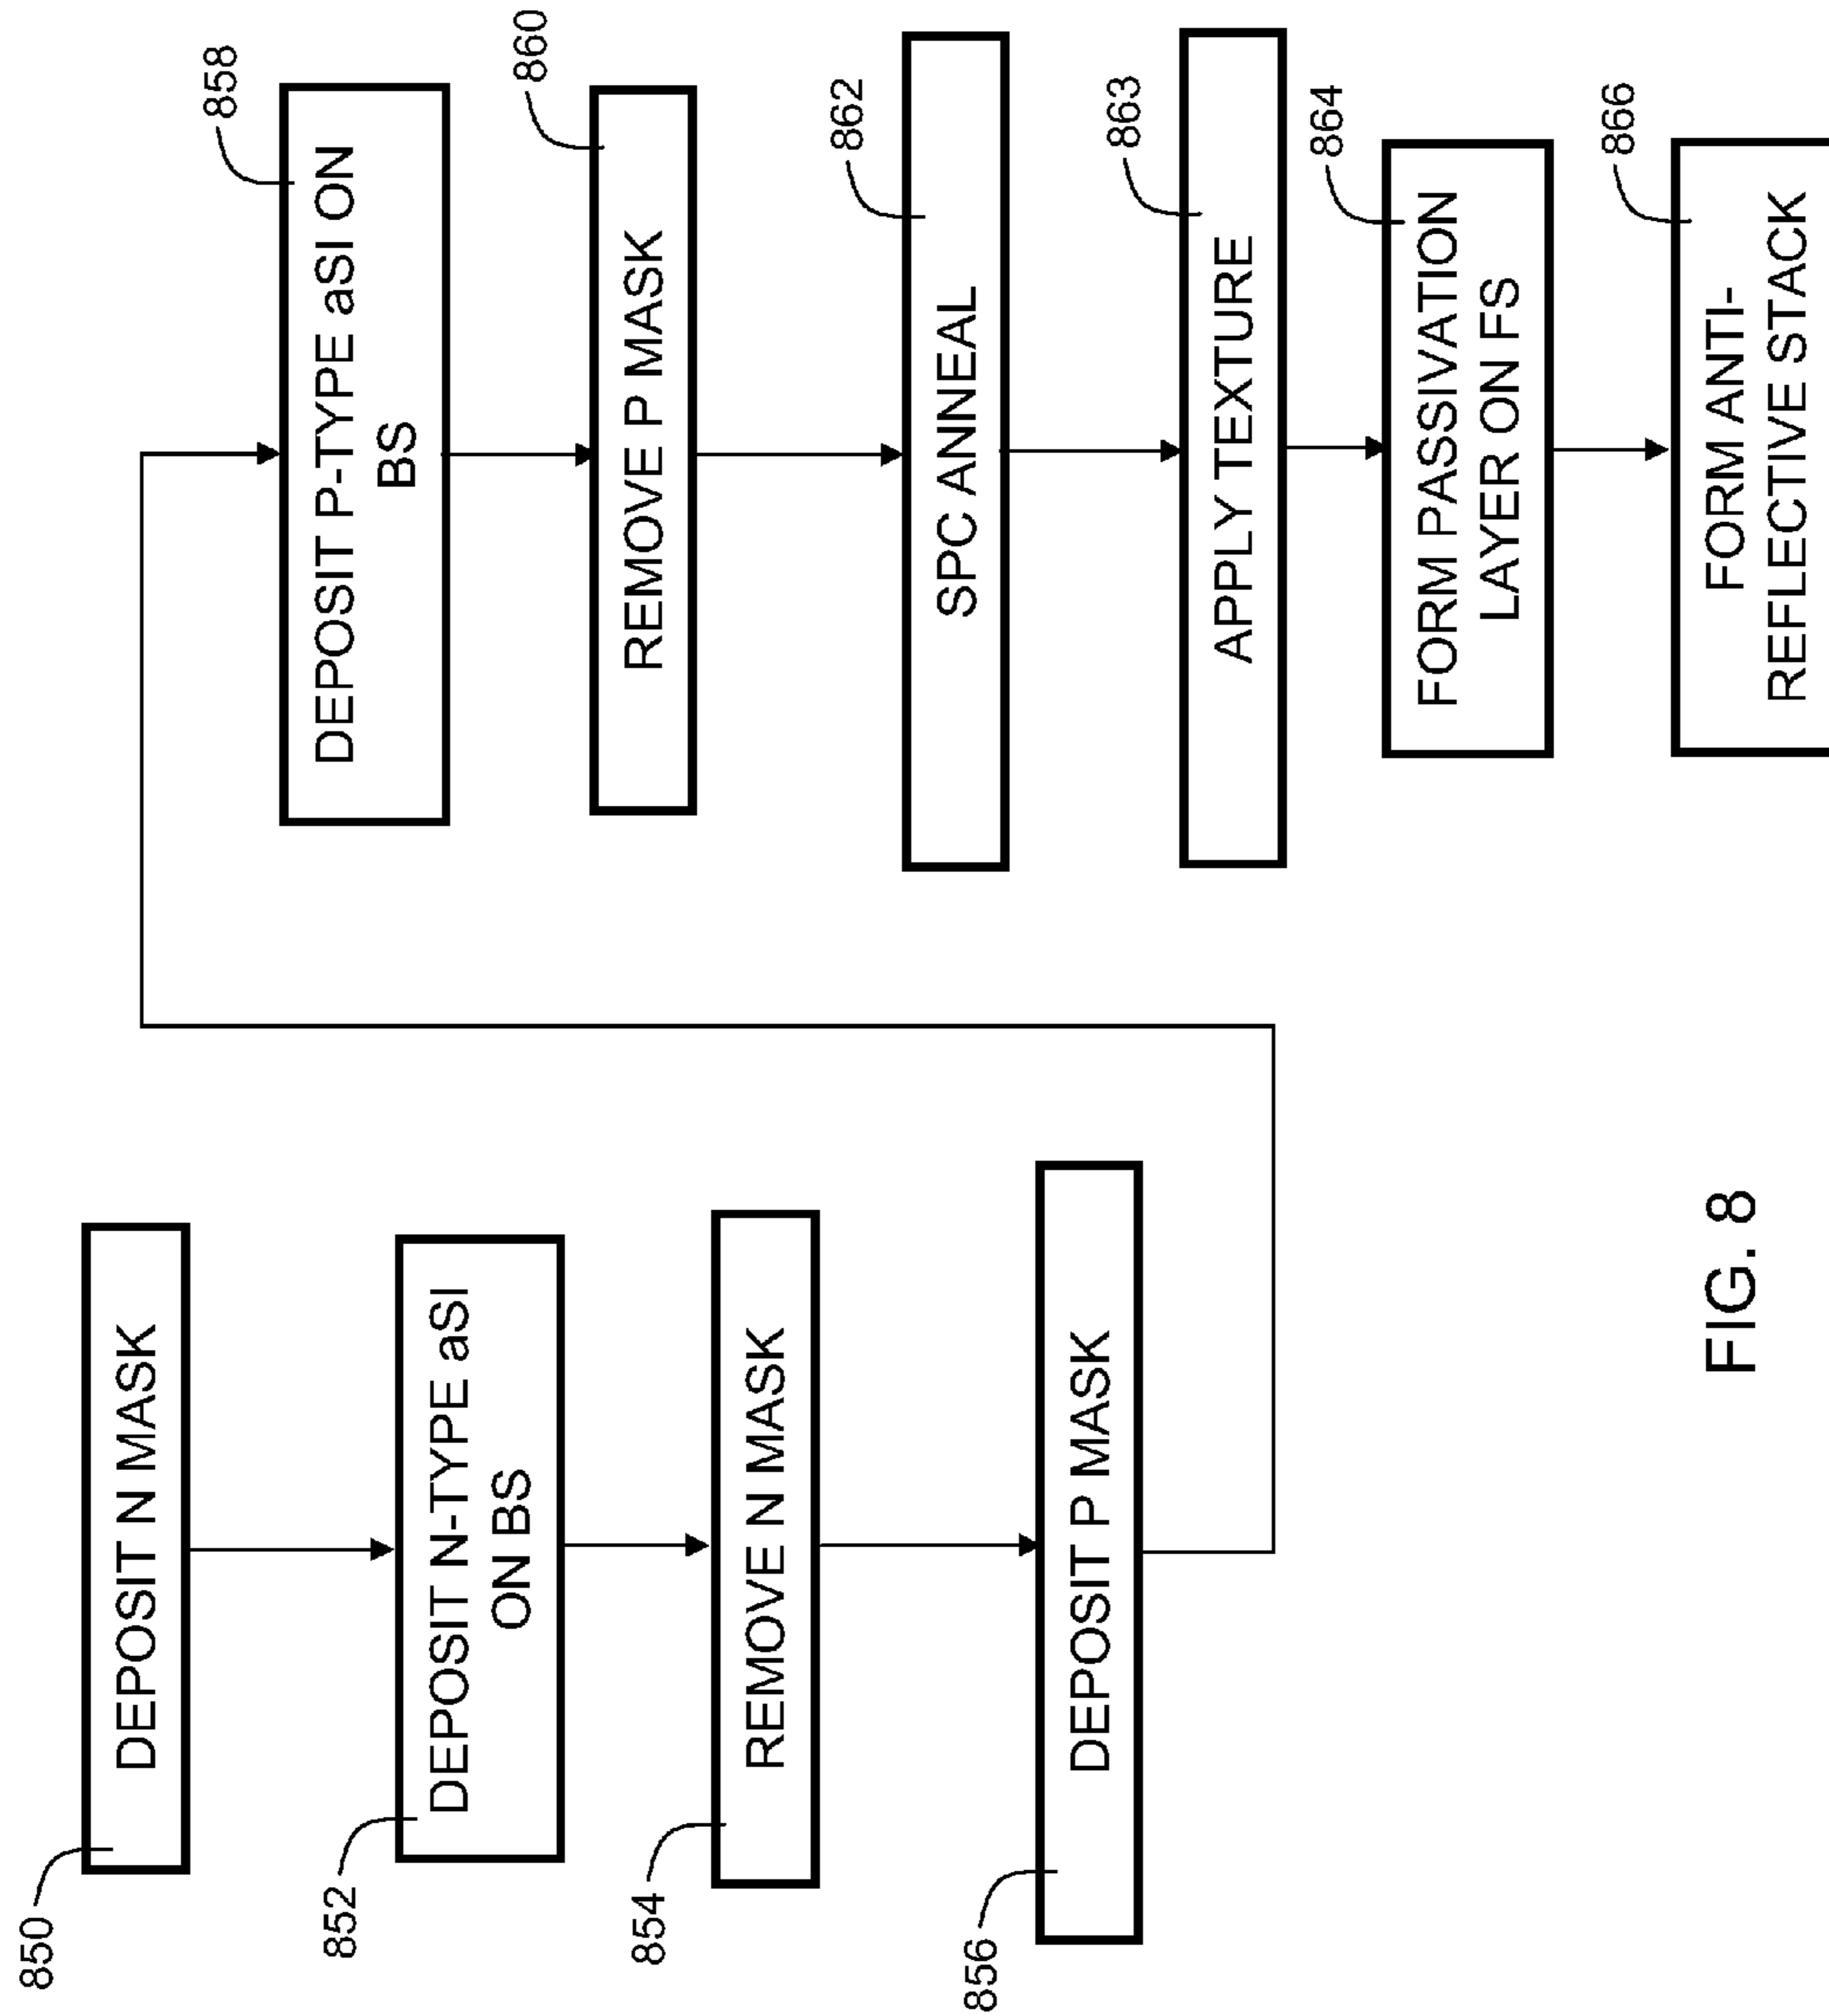 850
DEPOSIT N MASK
852
DEPOSIT N-TYPE aSI
ON BS
854
REMOVE N MASK
856
DEPOSIT P MASK
858
DEPOSIT P-TYPE aSI ON
BS
860
REMOVE P MASK
862
SPC ANNEAL
863
APPLY TEXTURE
864
FORM PASSIVATION
LAYER ON FS
866
FORM ANTI-
REFLECTIVE STACK
FIG. 8